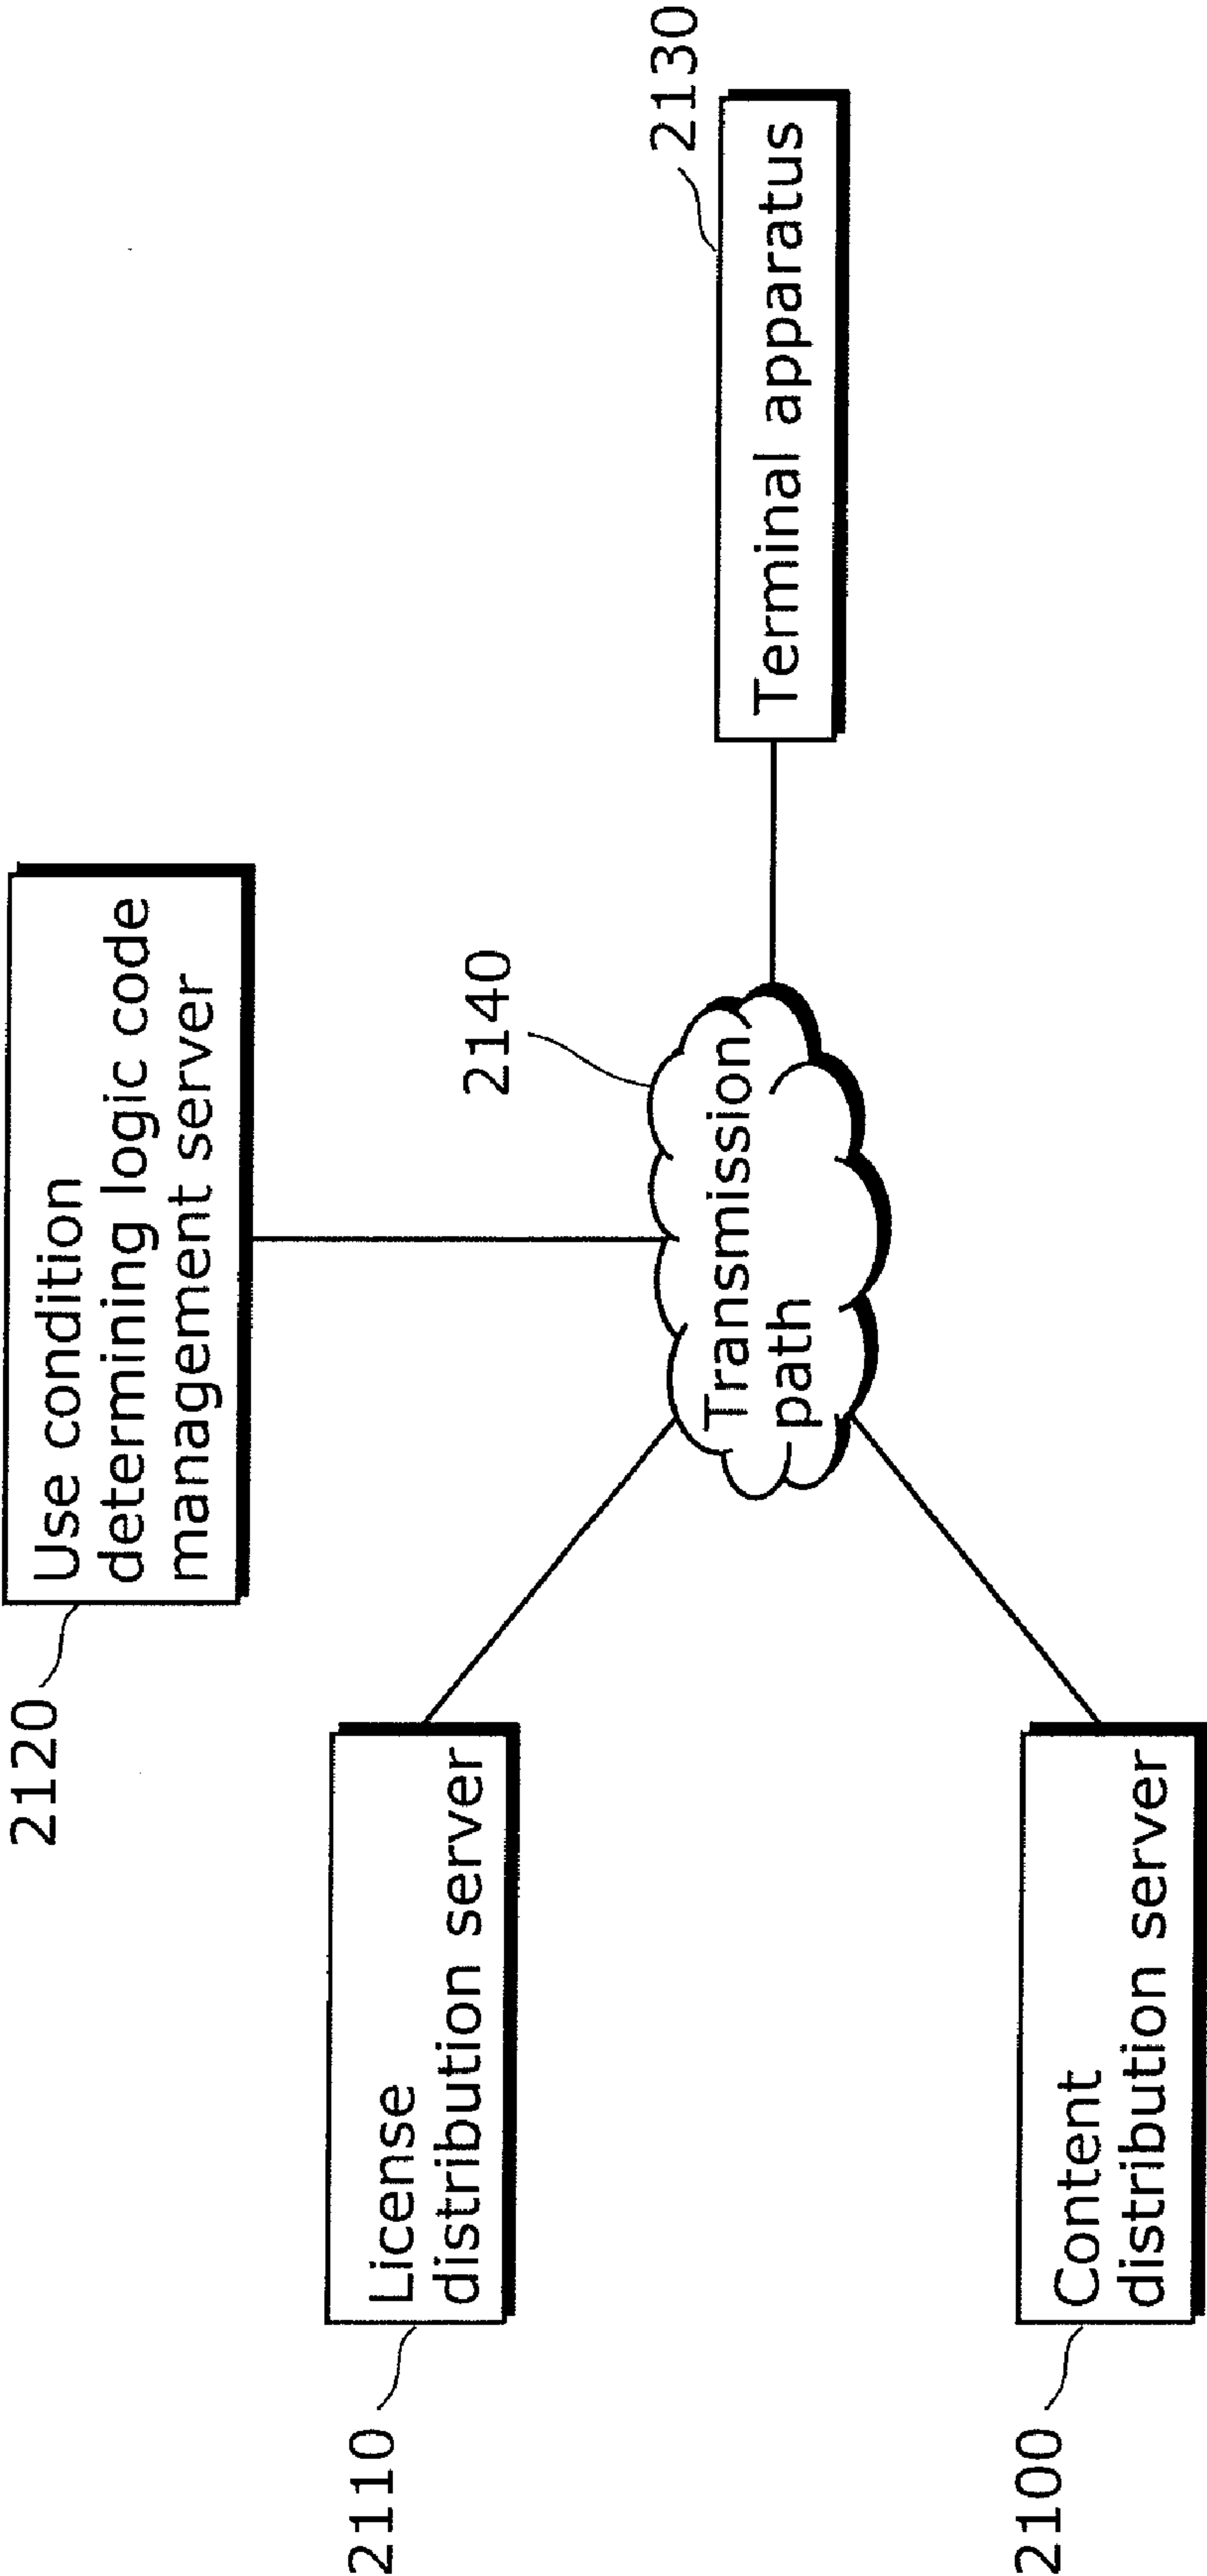 2120
Use condition
determining logic code
management server
2110
License
distribution server
2140
Transmission
path
2130
Terminal apparatus
2100
Content
distribution server